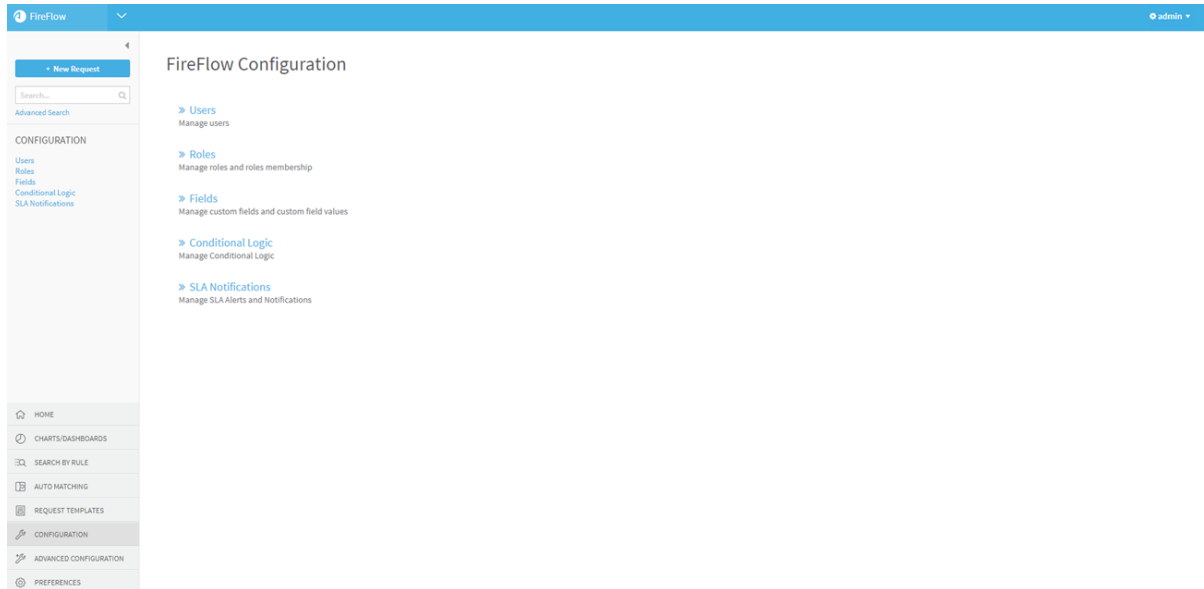 FireFlow
admin
+ New Request
Search...
Advanced Search
CONFIGURATION
Users
Roles
Fields
Conditional Logic
SLA Notifications
HOME
CHARTS/DASHBOARDS
SEARCH BY RULE
AUTO MATCHING
REQUEST TEMPLATES
CONFIGURATION
ADVANCED CONFIGURATION
PREFERENCES
FireFlow Configuration
» Users
Manage users
» Roles
Manage roles and roles membership
» Fields
Manage custom fields and custom field values
» Conditional Logic
Manage Conditional Logic
» SLA Notifications
Manage SLA Alerts and Notifications